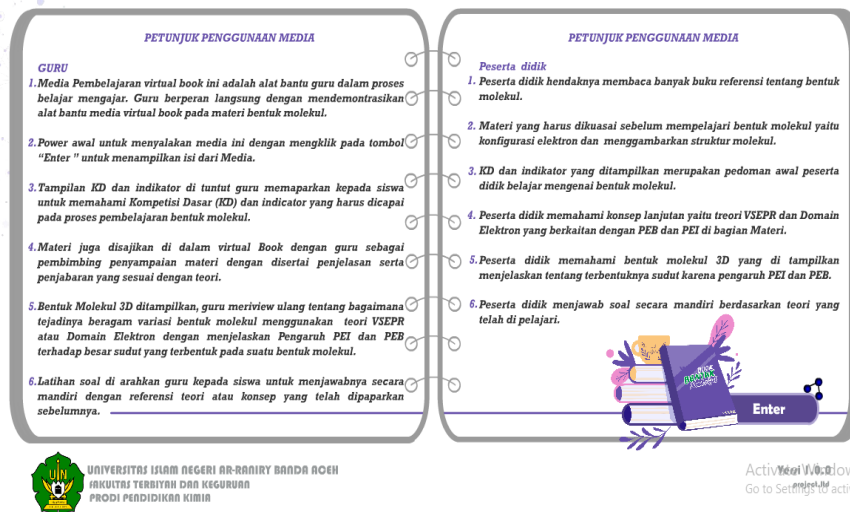 PETUNJUK PENGGUNAAN MEDIA
GURU
1.Media Pembelajaran virtual book ini adalah alat bantu guru dalam proses
belajar mengajar. Guru berperan langsung dengan mendemontrasikan
alat bantu media virtual book pada materi bentuk molekul.
2.Power awal untuk menyalakan media ini dengan mengklik pada tombol
“Enter ” untuk menampilkan isi dari Media.
3.Tampilan KD dan indikator di tuntut guru memaparkan kepada siswa
untuk memahami Kompetisi Dasar (KD) dan indicator yang harus dicapai
pada proses pembelajaran bentuk molekul.
4.Materi juga disajikan di dalam virtual Book dengan guru sebagai
pembimbing penyampaian materi dengan disertai penjelasan serta
penjabaran yang sesuai dengan teori.
5.Bentuk Molekul 3D ditampilkan, guru meriview ulang tentang bagaimana
tejadinya beragam variasi bentuk molekul menggunakan teori VSEPR
atau Domain Elektron dengan menjelaskan Pengaruh PEI dan PEB
terhadap besar sudut yang terbentuk pada suatu bentuk molekul.
6.Latihan soal di arahkan guru kepada siswa untuk menjawabnya secara
mandiri dengan referensi teori atau konsep yang telah dipaparkan
sebelumnya.
PETUNJUK PENGGUNAAN MEDIA
Peserta didik
1. Peserta didik hendaknya membaca banyak buku referensi tentang bentuk
molekul.
2. Materi yang harus dikuasai sebelum mempelajari bentuk molekul yaitu
konfigurasi elektron dan menggambarkan struktur molekul.
3. KD dan indikator yang ditampilkan merupakan pedoman awal peserta
didik belajar mengenai bentuk molekul.
4. Peserta didik memahami konsep lanjutan yaitu treori VSEPR dan Domain
Elektron yang berkaitan dengan PEB dan PEI di bagian Materi.
5. Peserta didik memahami bentuk molekul 3D yang di tampilkan
menjelaskan tentang terbentuknya sudut karena pengaruh PEI dan PEB.
6. Peserta didik menjawab soal secara mandiri berdasarkan teori yang
telah di pelajari.
Enter
UIN
UNIVERSITAS ISLAM NEGERI AR-RANIRY BANDA ACEH
FAKULTAS TERBIYAH DAN KEGURUAN
PRODI PENDIDIKAN KIMIA
Versi 1.0.0
project.ltd
Go to Settings to activ